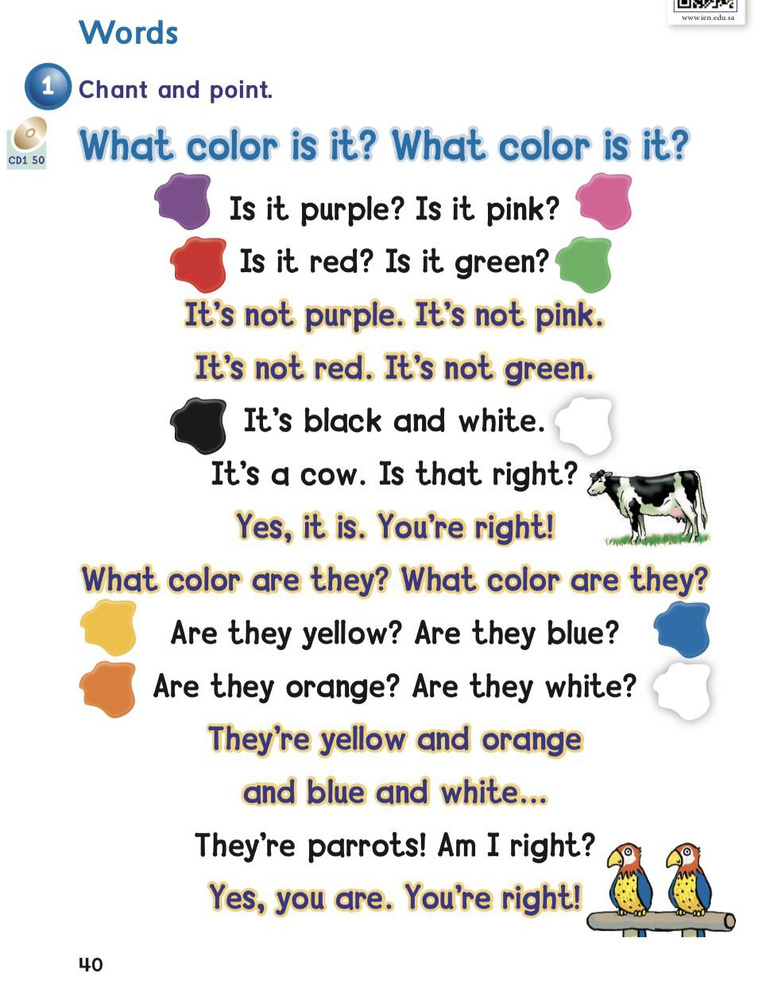 www.ien.edu.sa
Words
1 Chant and point.
CD1 50
What color is it? What color is it?
Is it purple? Is it pink?
Is it red? Is it green?
It's not purple. It's not pink.
It's not red. It's not green.
It's black and white.
It's a cow. Is that right?
Yes, it is. You're right!
What color are they? What color are they?
Are they yellow? Are they blue?
Are they orange? Are they white?
They're yellow and orange
and blue and white...
They're parrots! Am I right?
Yes, you are. You're right!
40